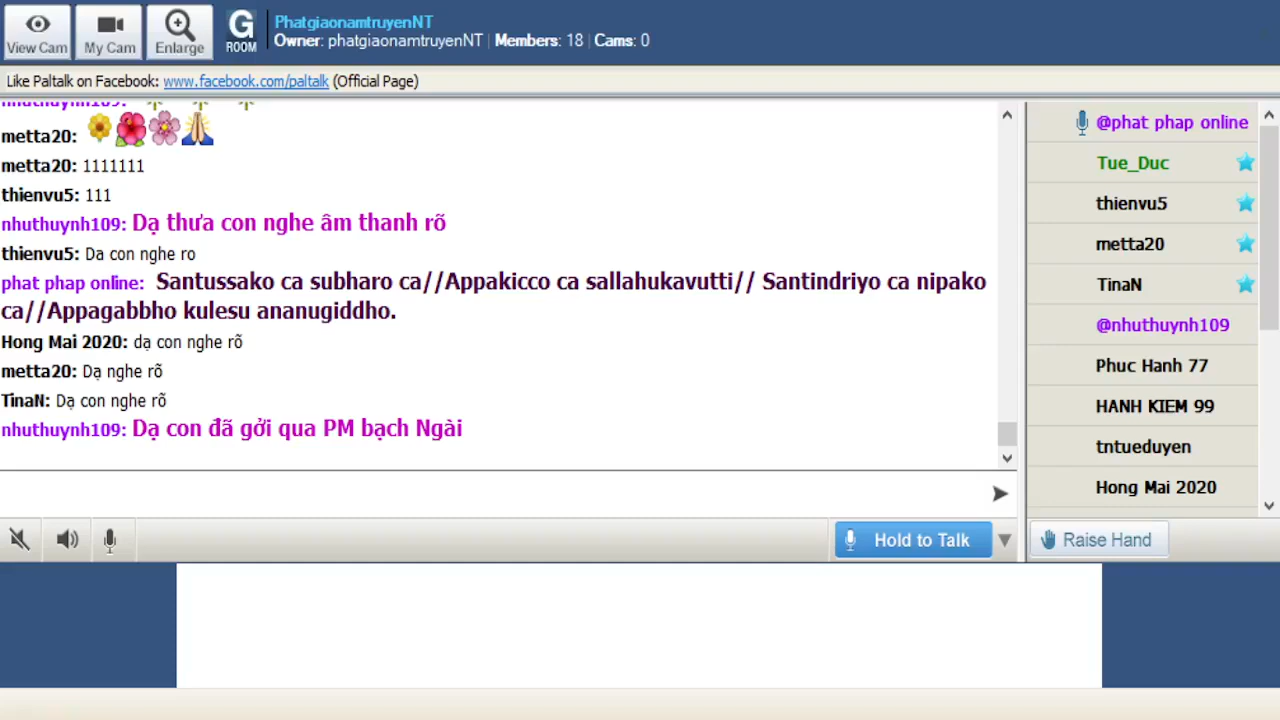 PhatgiaonamtruyenNT
Owner: phatgiaonamtruyenNT | Members: 18 | Cams: 0
View Cam
My Cam
Enlarge
G
ROOM
Like Paltalk on Facebook: www.facebook.com/paltalk (Official Page)
nhuthuynh109:
metta20:
metta20: 1111111
thienvu5: 111
nhuthuynh109: Dạ thưa con nghe âm thanh rõ
thienvu5: Da con nghe ro
phat phap online: Santussako ca subharo ca//Appakicco ca sallahukavutti// Santindriyo ca nipako
ca//Appagabbho kulesu ananugiddho.
Hong Mai 2020: dạ con nghe rõ
metta20: Dạ nghe rõ
TinaN: Dạ con nghe rõ
nhuthuynh109: Dạ con đã gởi qua PM bạch Ngài
@phat phap online
Tue_Duc
thienvu5
metta20
TinaN
@nhuthuynh109
Phuc Hanh 77
HANH KIEM 99
tntueduyen
Hong Mai 2020
Hold to Talk
Raise Hand